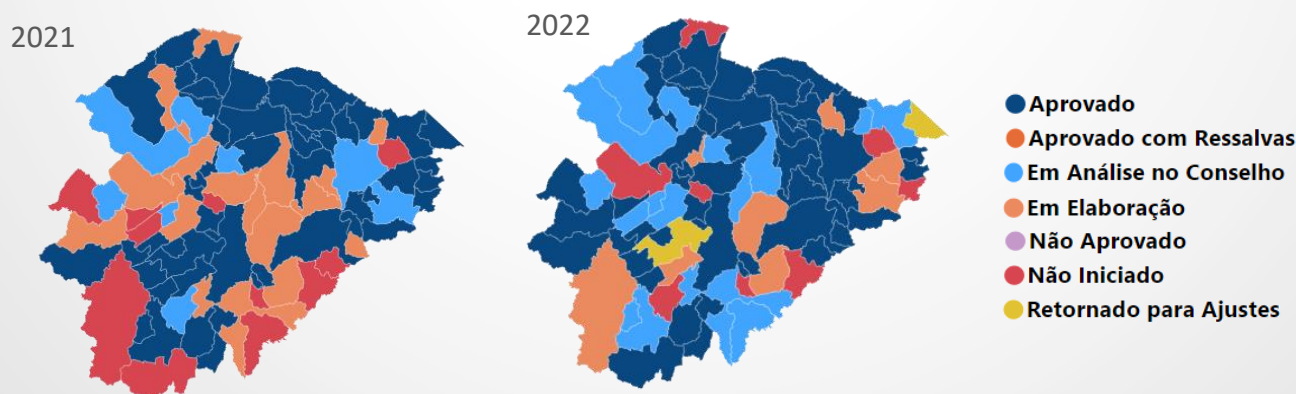 2021
2022
Aprovado
Aprovado com Ressalvas
Em Análise no Conselho
Em Elaboração
Não Aprovado
Não Iniciado
Retornado para Ajustes